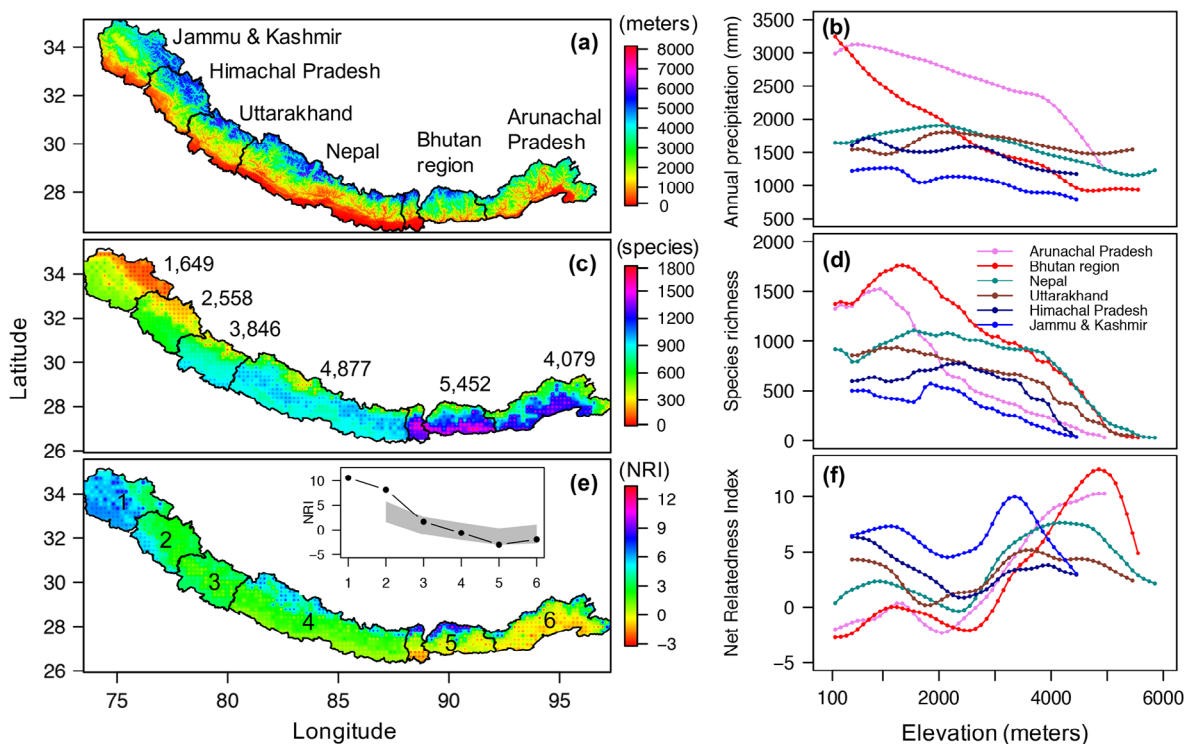 (a)
Jammu & Kashmir
Himachal Pradesh
Uttarakhand
Nepal
Bhutan
region
Arunachal
Pradesh
34
32
30
28
(meters)
8000
7000
6000
5000
4000
3000
2000
1000
0
(b)
Annual precipitation (mm)
3500
3000
2500
2000
1500
1000
500
(c)
1,649
2,558
3,846
4,877
5,452
4,079
Latitude
34
32
30
28
26
(species)
1800
1500
1200
900
600
300
0
(d)
Species richness
2000
1500
1000
500
0
Arunachal Pradesh
Bhutan region
Nepal
Uttarakhand
Himachal Pradesh
Jammu & Kashmir
(e)
1
2
3
4
5
6
NRI
10
5
0
−5
1 2 3 4 5 6
34
32
30
28
26
75 80 85 90 95
Longitude
(NRI)
12
9
6
3
0
−3
(f)
Net Relatedness Index
10
5
0
−5
100 2000 4000 6000
Elevation (meters)